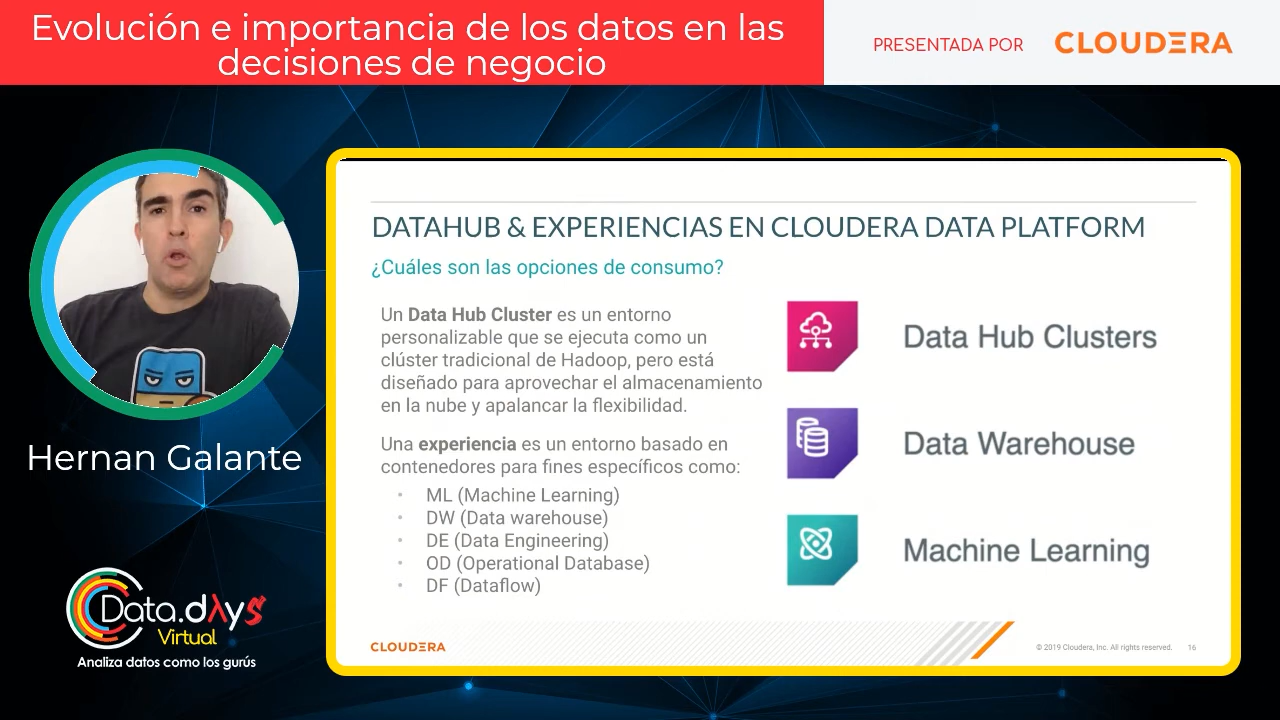 Evolución e importancia de los datos en las
decisiones de negocio
PRESENTADA POR
CLOUDERA
Hernan Galante
Data.dAys
Virtual
Analiza datos como los gurús
DATAHUB & EXPERIENCIAS EN CLOUDERA DATA PLATFORM
¿Cuáles son las opciones de consumo?
Un Data Hub Cluster es un entorno
personalizable que se ejecuta como un
clúster tradicional de Hadoop, pero está
diseñado para aprovechar el almacenamiento
en la nube y apalancar la flexibilidad.
Una experiencia es un entorno basado en
contenedores para fines específicos como:
• ML (Machine Learning)
• DW (Data warehouse)
• DE (Data Engineering)
• OD (Operational Database)
• DF (Dataflow)
Data Hub Clusters
Data Warehouse
Machine Learning
CLOUDERA
© 2019 Cloudera, Inc. All rights reserved.
16